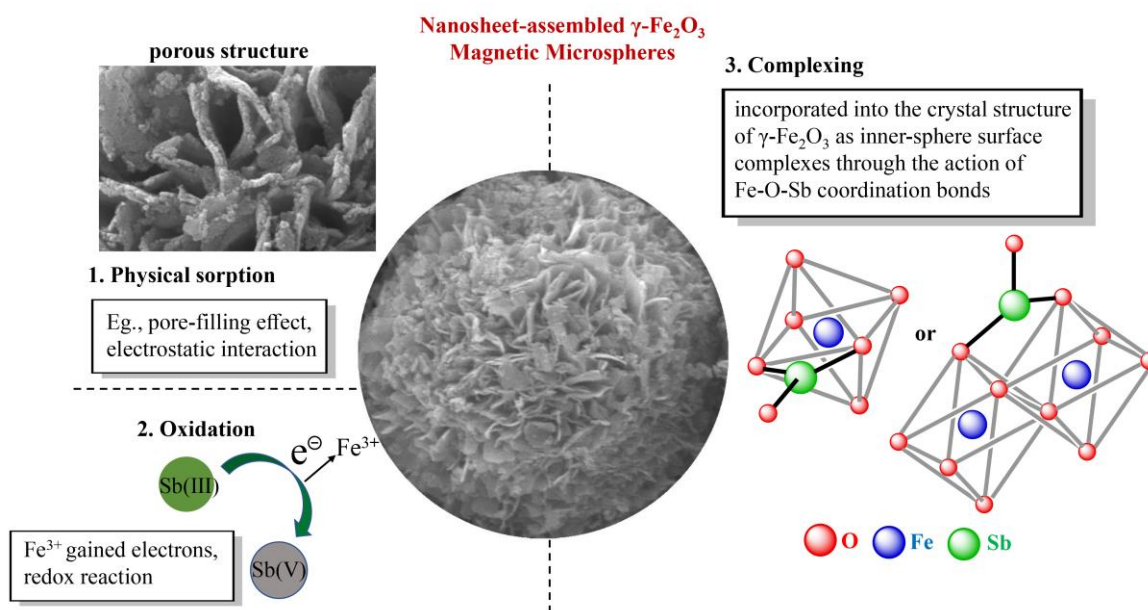 Nanosheet-assembled γ-Fe₂O₃
Magnetic Microspheres
porous structure
1. Physical sorption
Eg., pore-filling effect,
electrostatic interaction
2. Oxidation
Sb(III)
e⊖
Fe³⁺
Sb(V)
Fe³⁺ gained electrons,
redox reaction
3. Complexing
incorporated into the crystal structure
of γ-Fe₂O₃ as inner-sphere surface
complexes through the action of
Fe-O-Sb coordination bonds
or
O Fe Sb